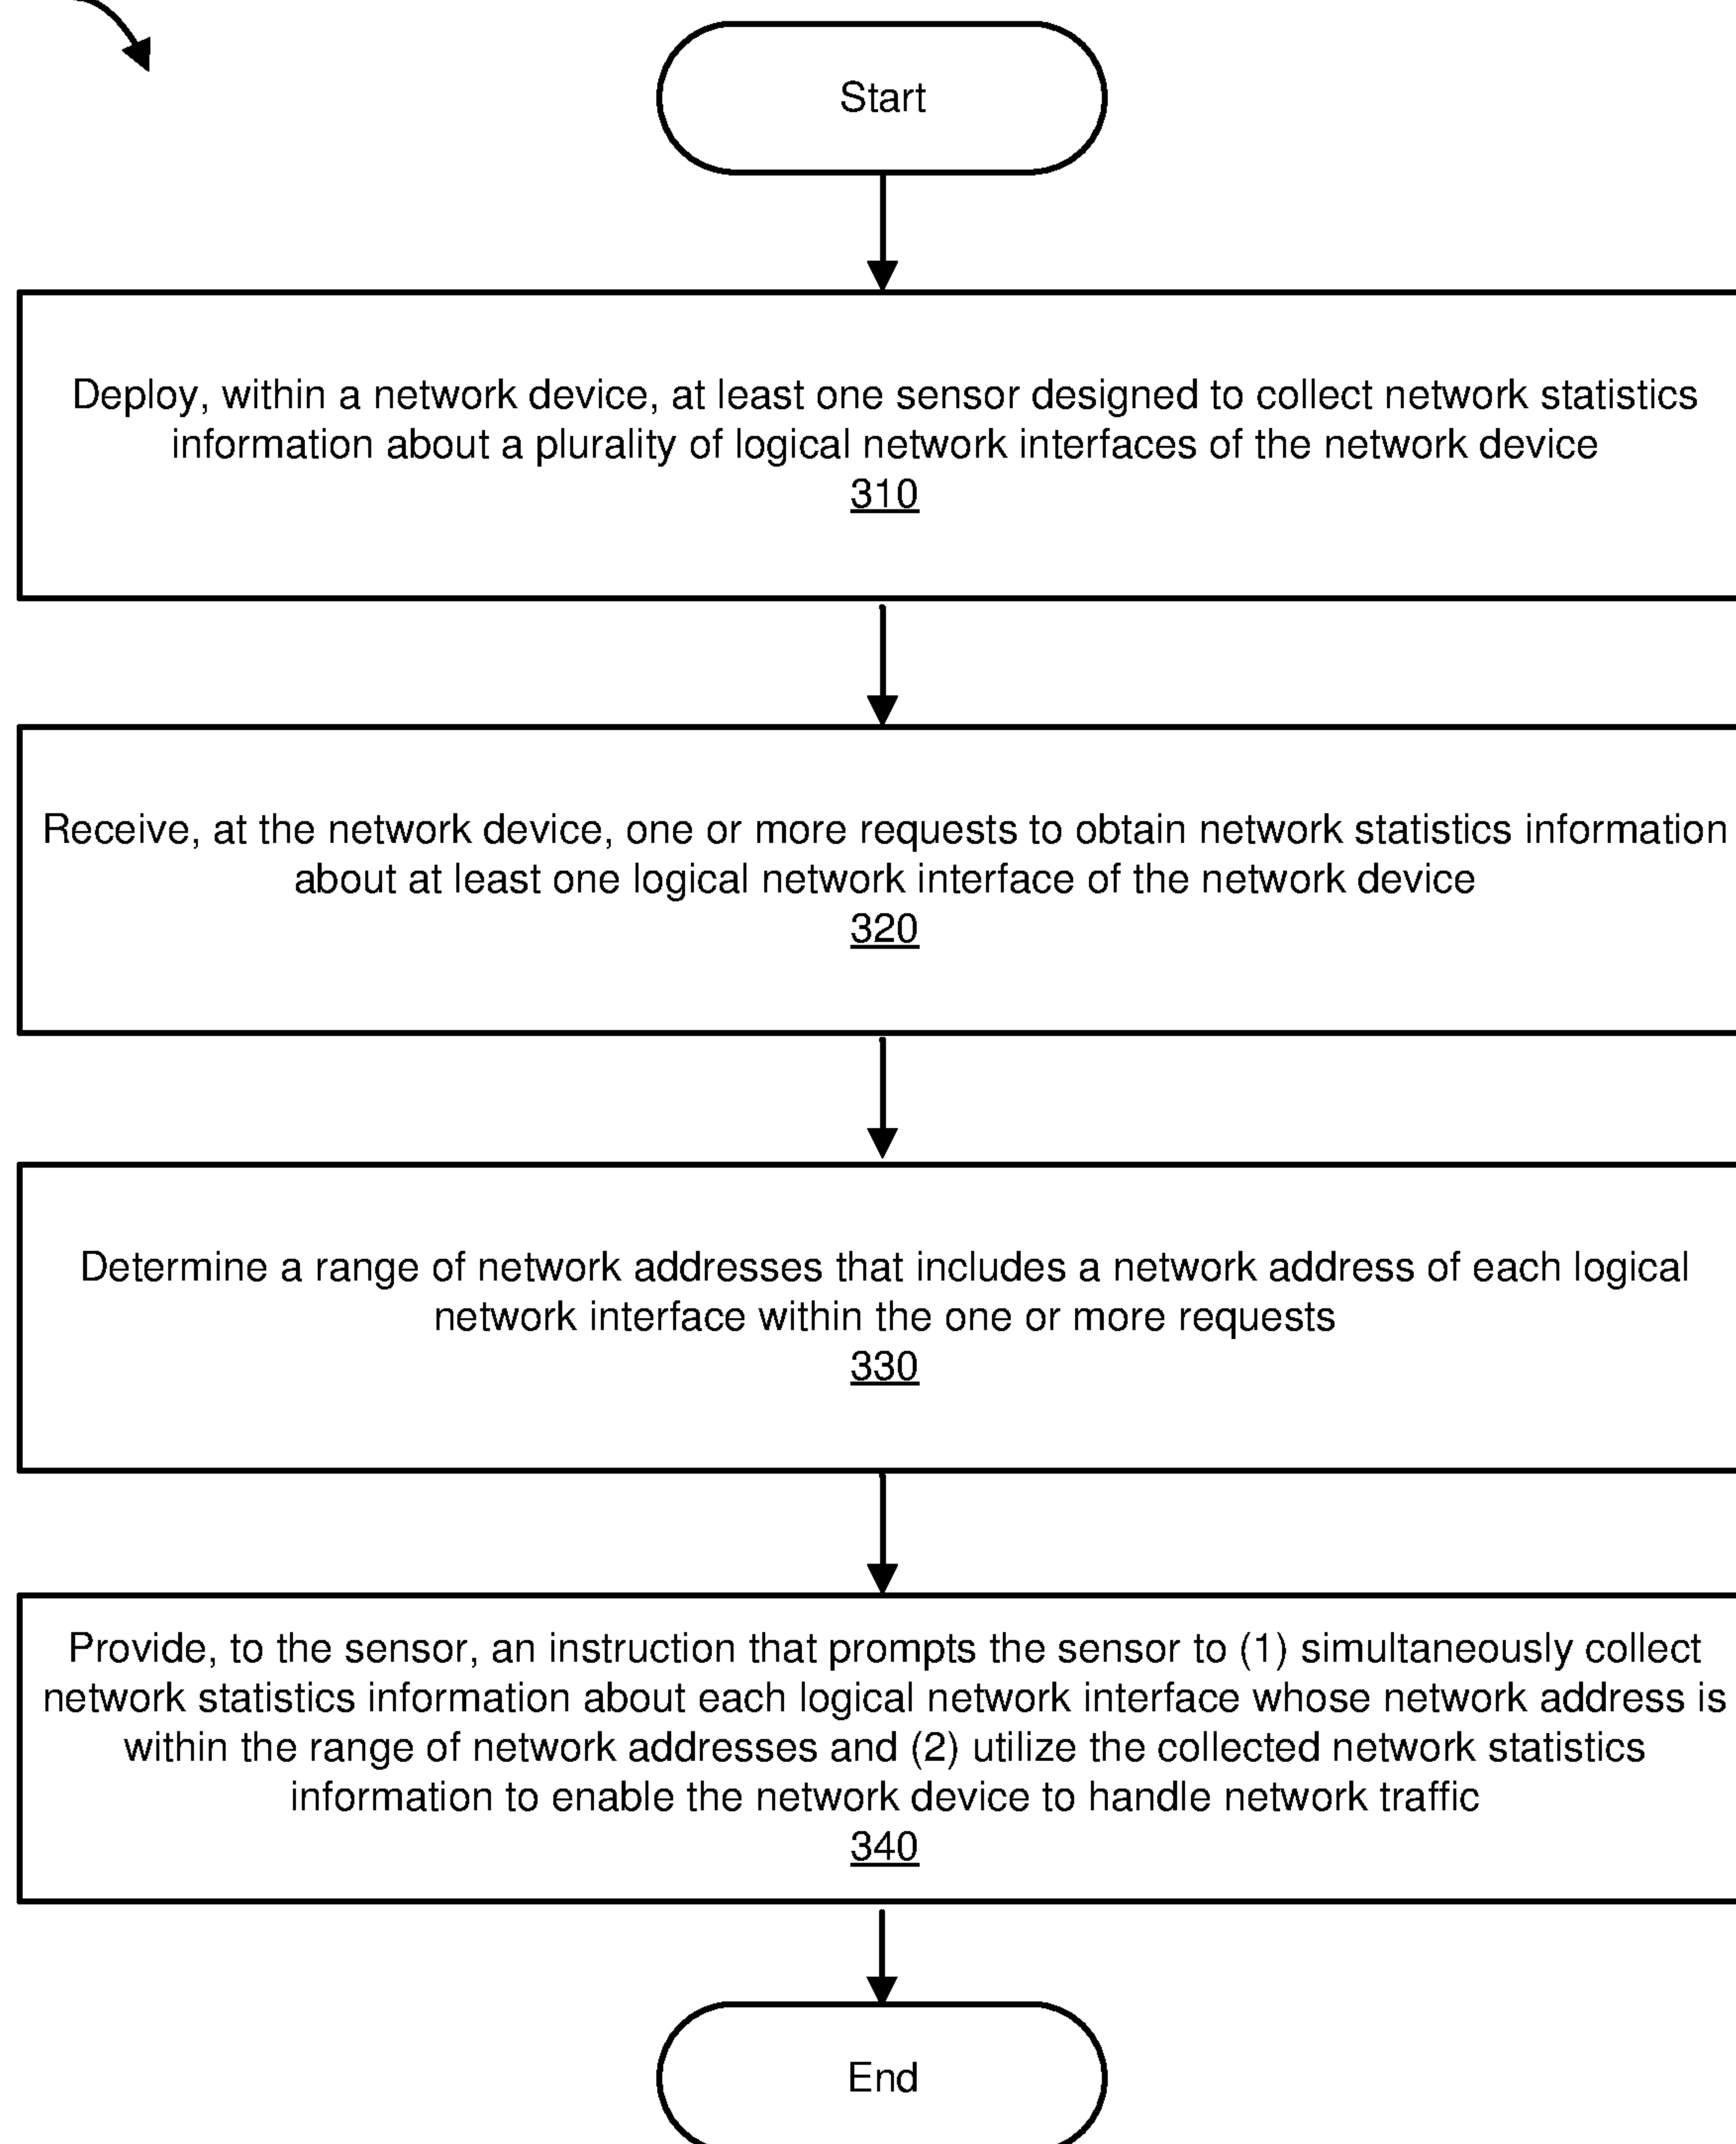 Start
Deploy, within a network device, at least one sensor designed to collect network statistics
information about a plurality of logical network interfaces of the network device
310
Receive, at the network device, one or more requests to obtain network statistics information
about at least one logical network interface of the network device
320
Determine a range of network addresses that includes a network address of each logical
network interface within the one or more requests
330
Provide, to the sensor, an instruction that prompts the sensor to (1) simultaneously collect
network statistics information about each logical network interface whose network address is
within the range of network addresses and (2) utilize the collected network statistics
information to enable the network device to handle network traffic
340
End